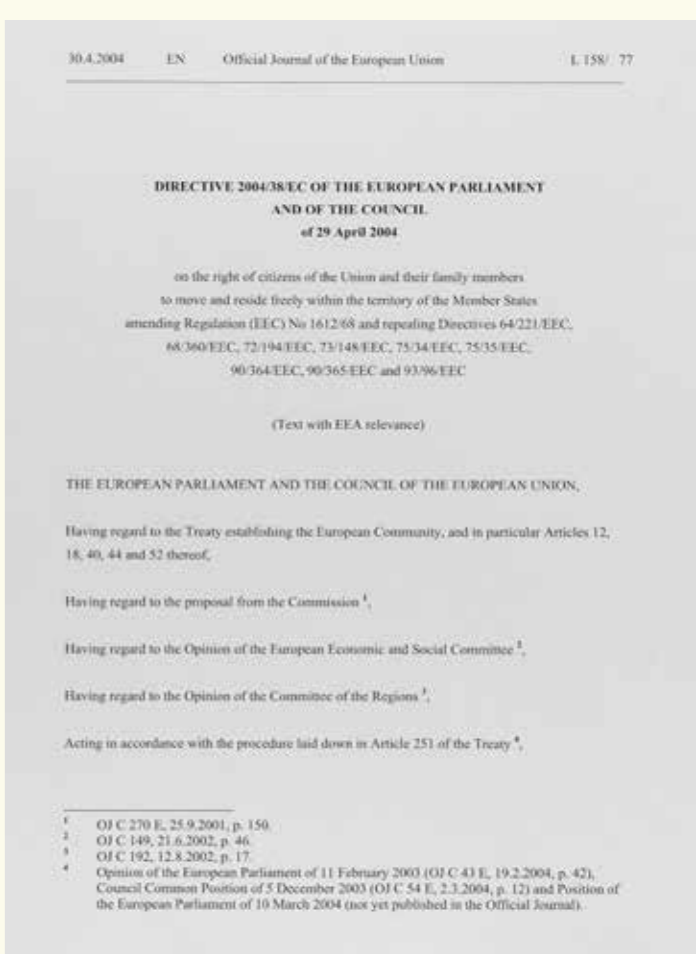 30.4.2004 EN Official Journal of the European Union L 158/ 77
DIRECTIVE 2004/38/EC OF THE EUROPEAN PARLIAMENT
AND OF THE COUNCIL
of 29 April 2004
on the right of citizens of the Union and their family members
to move and reside freely within the territory of the Member States
amending Regulation (EEC) No 1612/68 and repealing Directives 64/221/EEC,
68/360/EEC, 72/194/EEC, 73/148/EEC, 75/34/EEC, 75/35/EEC,
90/364/EEC, 90/365/EEC and 93/96/EEC
(Text with EEA relevance)
THE EUROPEAN PARLIAMENT AND THE COUNCIL OF THE EUROPEAN UNION,
Having regard to the Treaty establishing the European Community, and in particular Articles 12,
18, 40, 44 and 52 thereof,
Having regard to the proposal from the Commission ¹,
Having regard to the Opinion of the European Economic and Social Committee ²,
Having regard to the Opinion of the Committee of the Regions ³,
Acting in accordance with the procedure laid down in Article 251 of the Treaty ⁴,
¹ OJ C 270 E, 25.9.2001, p. 150.
² OJ C 149, 21.6.2002, p. 46.
³ OJ C 192, 12.8.2002, p. 17.
⁴ Opinion of the European Parliament of 11 February 2003 (OJ C 43 E, 19.2.2004, p. 42),
Council Common Position of 5 December 2003 (OJ C 54 E, 2.3.2004, p. 12) and Position of
the European Parliament of 10 March 2004 (not yet published in the Official Journal).